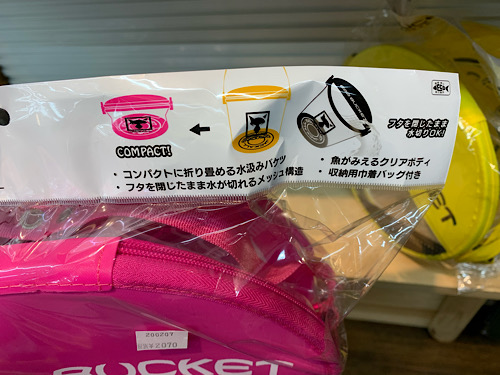 フタを閉じたまま
水切りOK!
COMPACT!
・コンパクトに折り畳める水汲みバケツ
・フタを閉じたまま水が切れるメッシュ構造
・魚がみえるクリアボディ
・収納用巾着バッグ付き
200207
¥2070
BUCKET